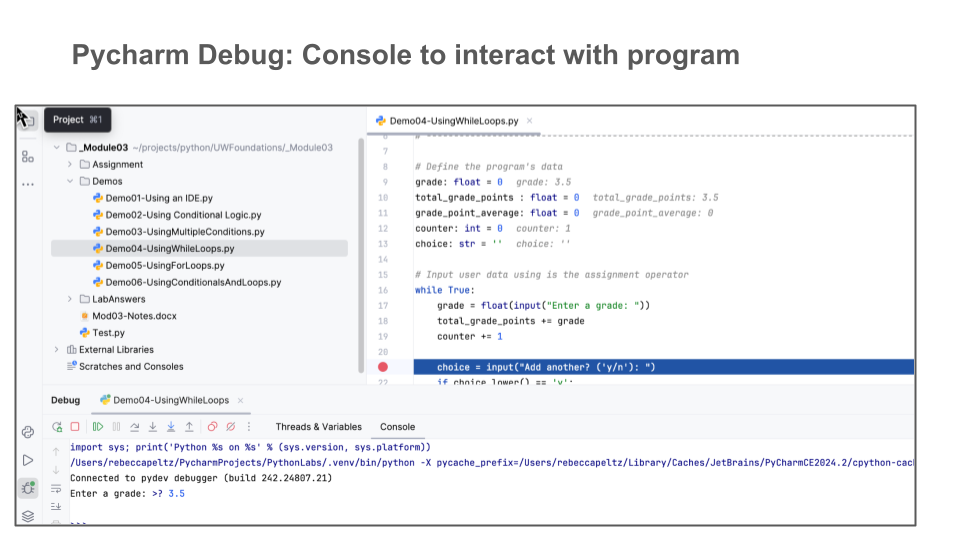 Pycharm Debug: Console to interact with program
Project ⌘1
_Module03 ~/projects/python/UWFoundations/_Module03
Assignment
Demos
Demo01-Using an IDE.py
Demo02-Using Conditional Logic.py
Demo03-UsingMultipleConditions.py
Demo04-UsingWhileLoops.py
Demo05-UsingForLoops.py
Demo06-UsingConditionalsAndLoops.py
LabAnswers
Mod03-Notes.docx
Test.py
External Libraries
Scratches and Consoles
Demo04-UsingWhileLoops.py ×
7
8 # Define the program's data
9 grade: float = 0 grade: 3.5
10 total_grade_points : float = 0 total_grade_points: 3.5
11 grade_point_average: float = 0 grade_point_average: 0
12 counter: int = 0 counter: 1
13 choice: str = '' choice: ''
14
15 # Input user data using is the assignment operator
16 while True:
17 grade = float(input("Enter a grade: "))
18 total_grade_points += grade
19 counter += 1
20
choice = input("Add another? ('y/n'): ")
22 if choice.lower() == 'y':
Debug Demo04-UsingWhileLoops ×
Threads & Variables Console
import sys; print('Python %s on %s' % (sys.version, sys.platform))
/Users/rebeccapeltz/PycharmProjects/PythonLabs/.venv/bin/python -X pycache_prefix=/Users/rebeccapeltz/Library/Caches/JetBrains/PyCharmCE2024.2/cpython-cac
Connected to pydev debugger (build 242.24807.21)
Enter a grade: >? 3.5